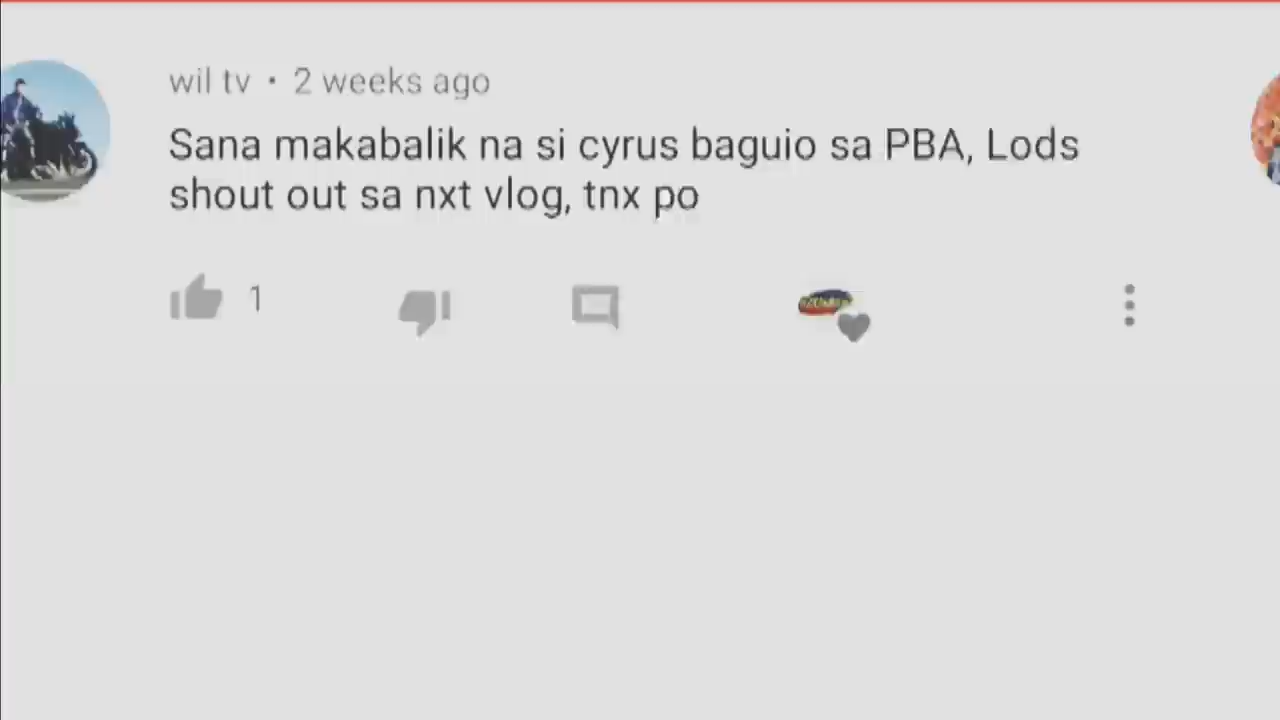 wil tv • 2 weeks ago
Sana makabalik na si cyrus baguio sa PBA, Lods
shout out sa nxt vlog, tnx po
1